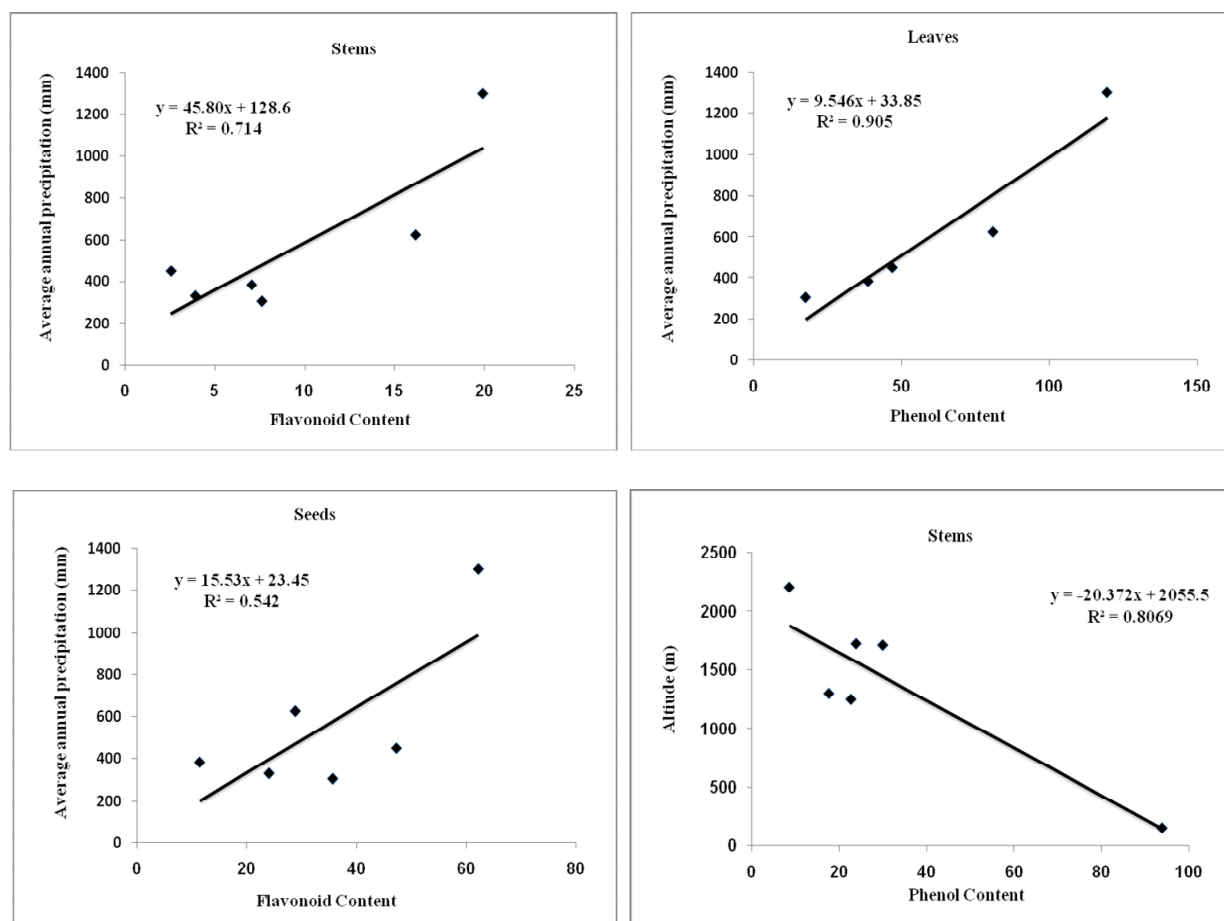 Stems
y = 45.80x + 128.6
R² = 0.714
Average annual precipitation (mm)
1400
1200
1000
800
600
400
200
0
0 5 10 15 20 25
Flavonoid Content
Leaves
y = 9.546x + 33.85
R² = 0.905
Average annual precipitation (mm)
1400
1200
1000
800
600
400
200
0
0 50 100 150
Phenol Content
Seeds
y = 15.53x + 23.45
R² = 0.542
Average annual precipitation (mm)
1400
1200
1000
800
600
400
200
0
0 20 40 60 80
Flavonoid Content
Stems
y = -20.372x + 2055.5
R² = 0.8069
Altiude (m)
2500
2000
1500
1000
500
0
0 20 40 60 80 100
Phenol Content